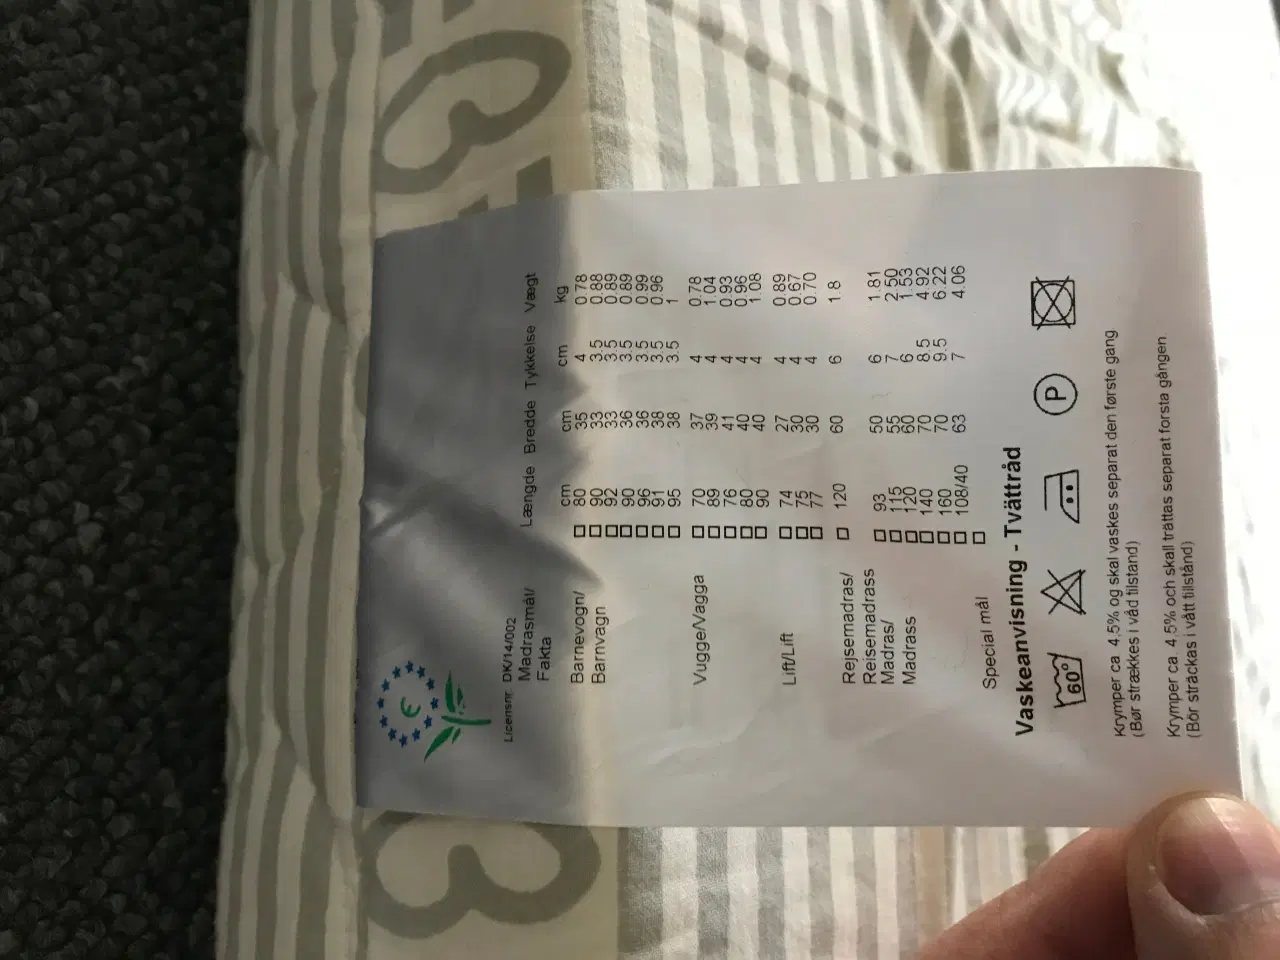 Licensnr. DK/14/002
Madrasmål/ Længde Bredde Tykkelse Vægt
Fakta
cm cm cm kg
Barnevogn/ 80 35 4 0.78
Barnvagn 90 33 3.5 0.88
92 33 3.5 0.89
90 36 3.5 0.89
96 36 3.5 0.99
91 38 3.5 0.96
95 38 3.5 1
Vugge/Vagga 70 37 4 0.78
89 39 4 1.04
76 41 4 0.93
80 40 4 0.96
90 40 4 1.08
Lift/Lift 74 27 4 0.89
75 30 4 0.67
77 30 4 0.70
Rejsemadras/ 120 60 6 1.8
Reisemadrass
Madras/ 93 50 6 1.81
Madrass 115 55 7 2.50
120 60 6 1.53
140 70 8.5 4.92
160 70 9.5 6.22
108/40 63 7 4.06
Special mål
Vaskeanvisning - Tvättråd
60° P
Krymper ca. 4,5% og skal vaskes separat den første gang
(Bør strækkes i våd tilstand)
Krymper ca. 4,5% och skall trättas separat forsta gången
(Bör sträckas i vått tillstånd)